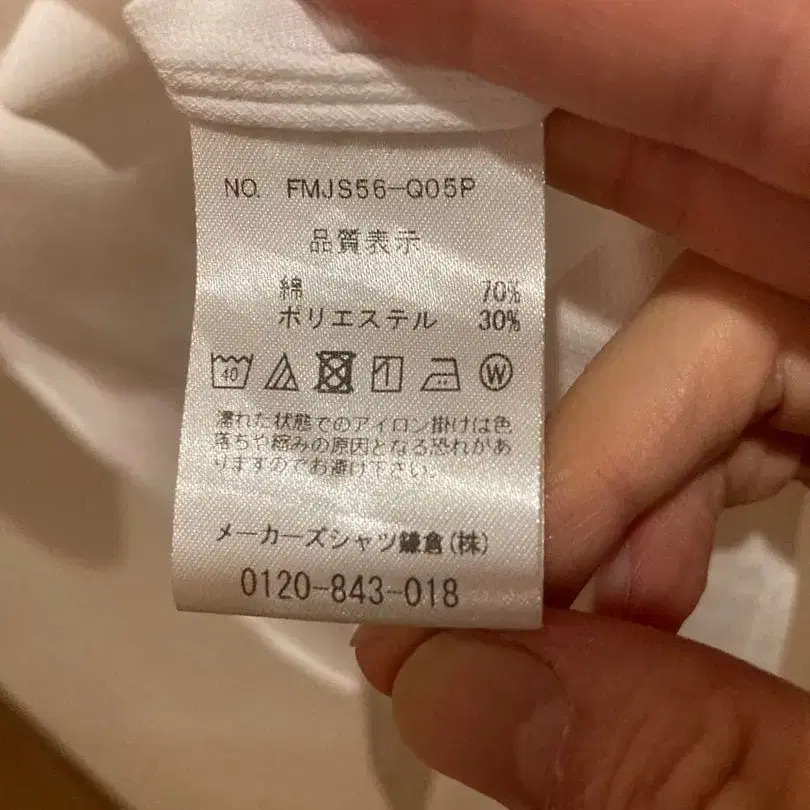 NO. FMJS56-Q05P
品質表示
綿 70%
ポリエステル 30%
40 W
濡れた状態でのアイロン掛けは色
落ちや縮みの原因となる恐れがあ
りますのでお避け下さい。
メーカーズシャツ鎌倉(株)
0120-843-018